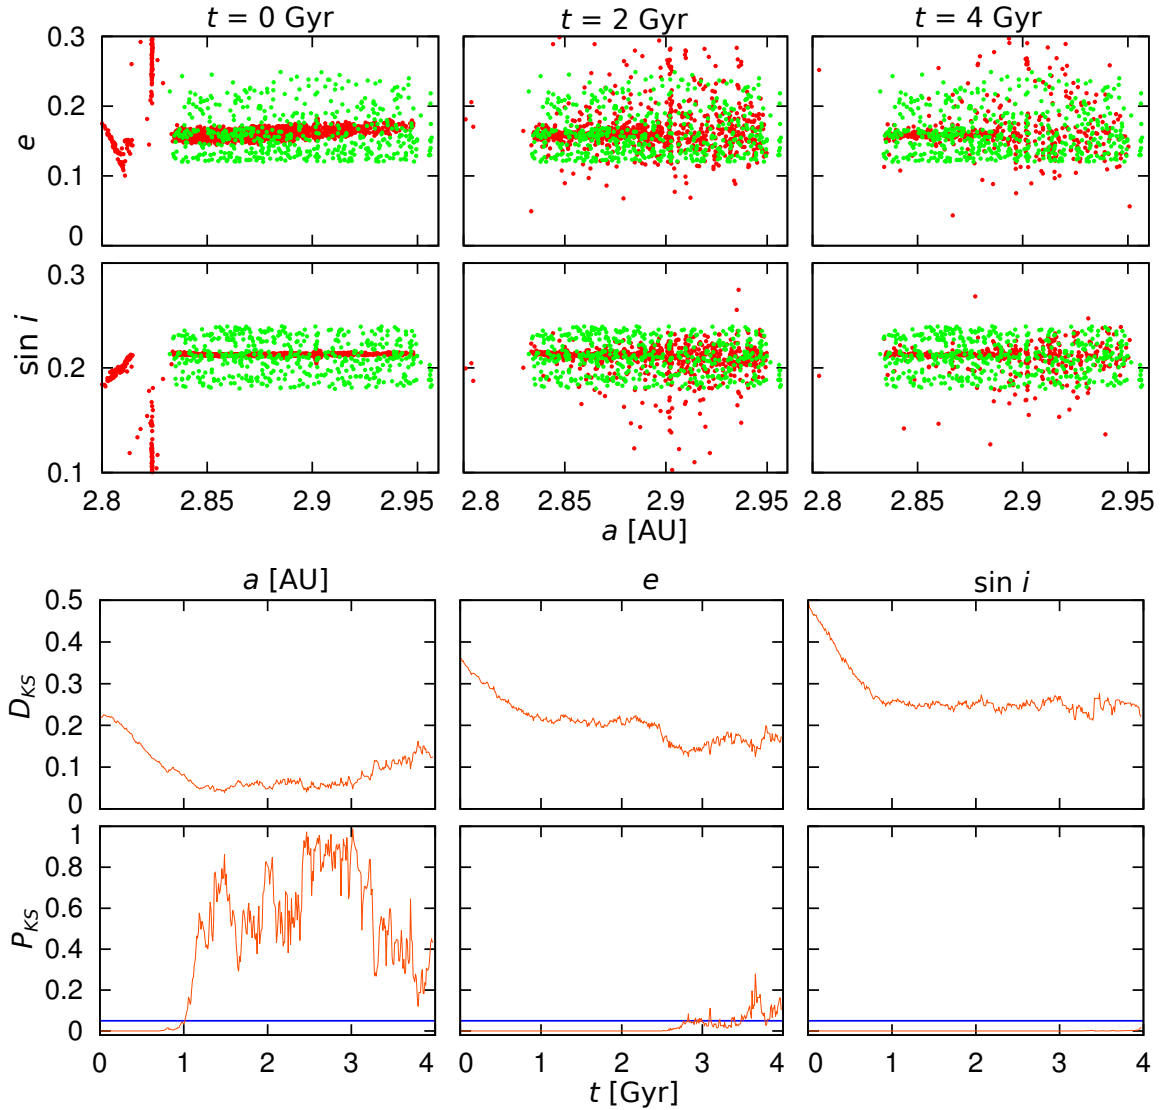 t = 0 Gyr t = 2 Gyr t = 4 Gyr
0.3
0.2
e
0.1
0
0.3
sin i
0.2
0.1
2.8 2.85 2.9 2.95 2.8 2.85 2.9 2.95 2.8 2.85 2.9 2.95
a [AU]
a [AU] e sin i
0.5
0.4
0.3
D_KS
0.2
0.1
0
1
0.8
0.6
P_KS
0.4
0.2
0
0 1 2 3 4 0 1 2 3 4 0 1 2 3 4
t [Gyr]